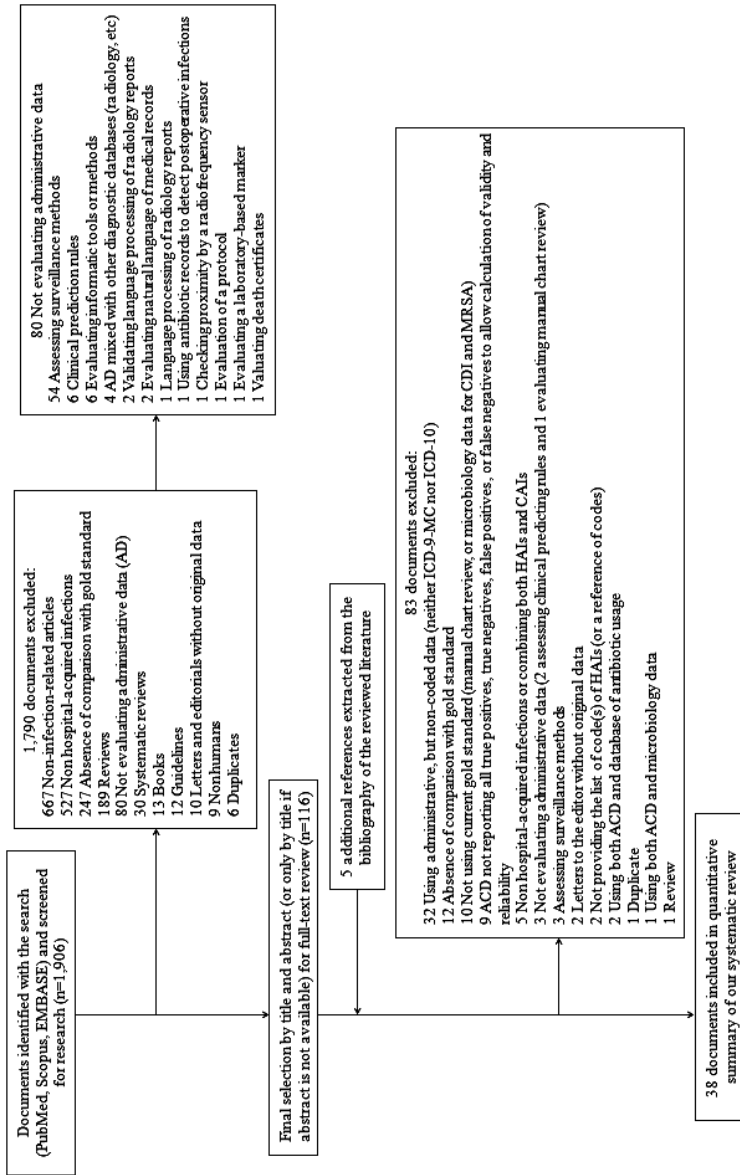 Documents identified with the search
(PubMed, Scopus, EMBASE) and screened
for research (n=1,906)
1,790 documents excluded:
667 Non-infection-related articles
527 Non hospital-acquired infections
247 Absence of comparison with gold standard
189 Reviews
80 Not evaluating administrative data (AD)
30 Systematic reviews
13 Books
12 Guidelines
10 Letters and editorials without original data
9 Nonhumans
6 Duplicates
80 Not evaluating administrative data
54 Assessing surveillance methods
6 Clinical prediction rules
6 Evaluating informatic tools or methods
4 AD mixed with other diagnostic databases (radiology, etc)
2 Validating language processing of radiology reports
2 Evaluating natural language of medical records
1 Language processing of radiology reports
1 Using antibiotic records to detect postoperative infections
1 Checking proximity by a radiofrequency sensor
1 Evaluation of a protocol
1 Evaluating a laboratory-based marker
1 Valuating death certificates
Final selection by title and abstract (or only by title if
abstract is not available) for full-text review (n=116)
5 additional references extracted from the
bibliography of the reviewed literature
83 documents excluded:
32 Using administrative, but non-coded data (neither ICD-9-MC nor ICD-10)
12 Absence of comparison with gold standard
10 Not using current gold standard (manual chart review, or microbiology data for CDI and MRSA)
9 ACD not reporting all true positives, true negatives, false positives, or false negatives to allow calculation of validity and
reliability
5 Non hospital-acquired infections or combining both HAIs and CAIs
3 Not evaluating administrative data (2 assessing clinical predicting rules and 1 evaluating manual chart review)
3 Assessing surveillance methods
2 Letters to the editor without original data
2 Not providing the list of code(s) of HAIs (or a reference of codes)
2 Using both ACD and database of antibiotic usage
1 Duplicate
1 Using both ACD and microbiology data
1 Review
38 documents included in quantitative
summary of our systematic review